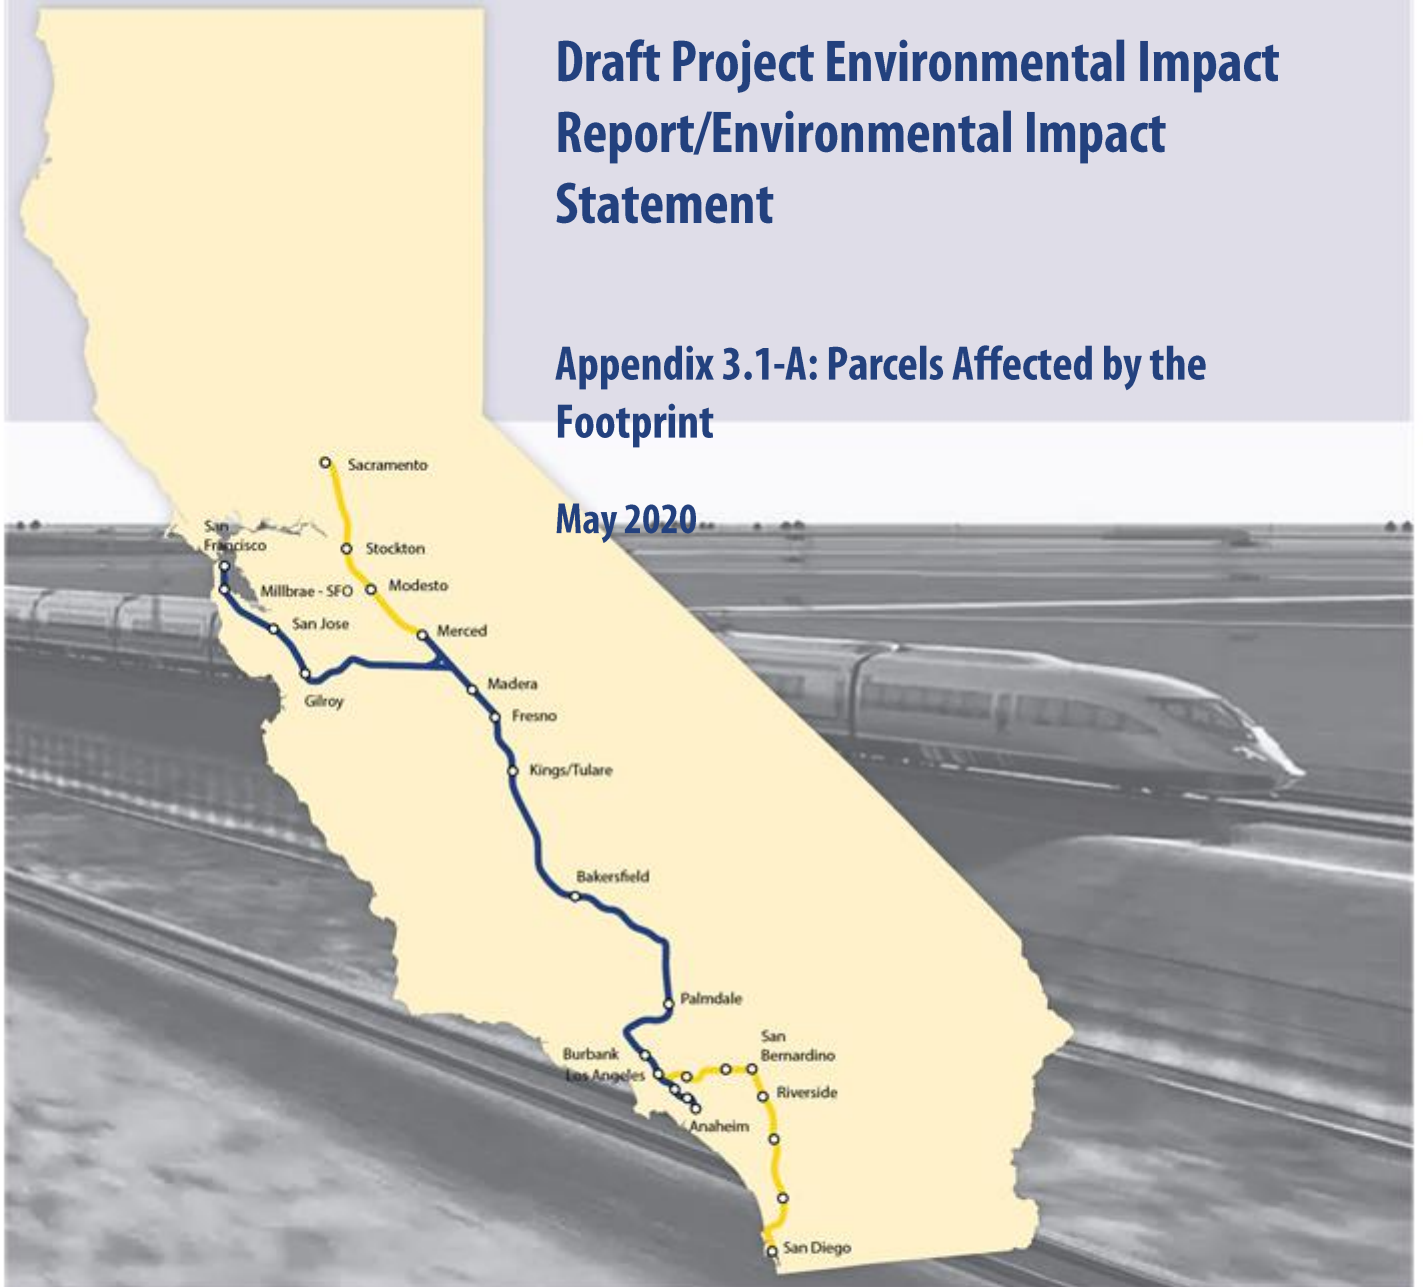 Draft Project Environmental Impact
Report/Environmental Impact
Statement
Appendix 3.1-A: Parcels Affected by the
Footprint
May 2020
Sacramento
San
Francisco
Stockton
Millbrae - SFO
Modesto
San Jose
Merced
Gilroy
Madera
Fresno
Kings/Tulare
Bakersfield
Palmdale
San
Bernardino
Burbank
Los Angeles
Riverside
Anaheim
San Diego